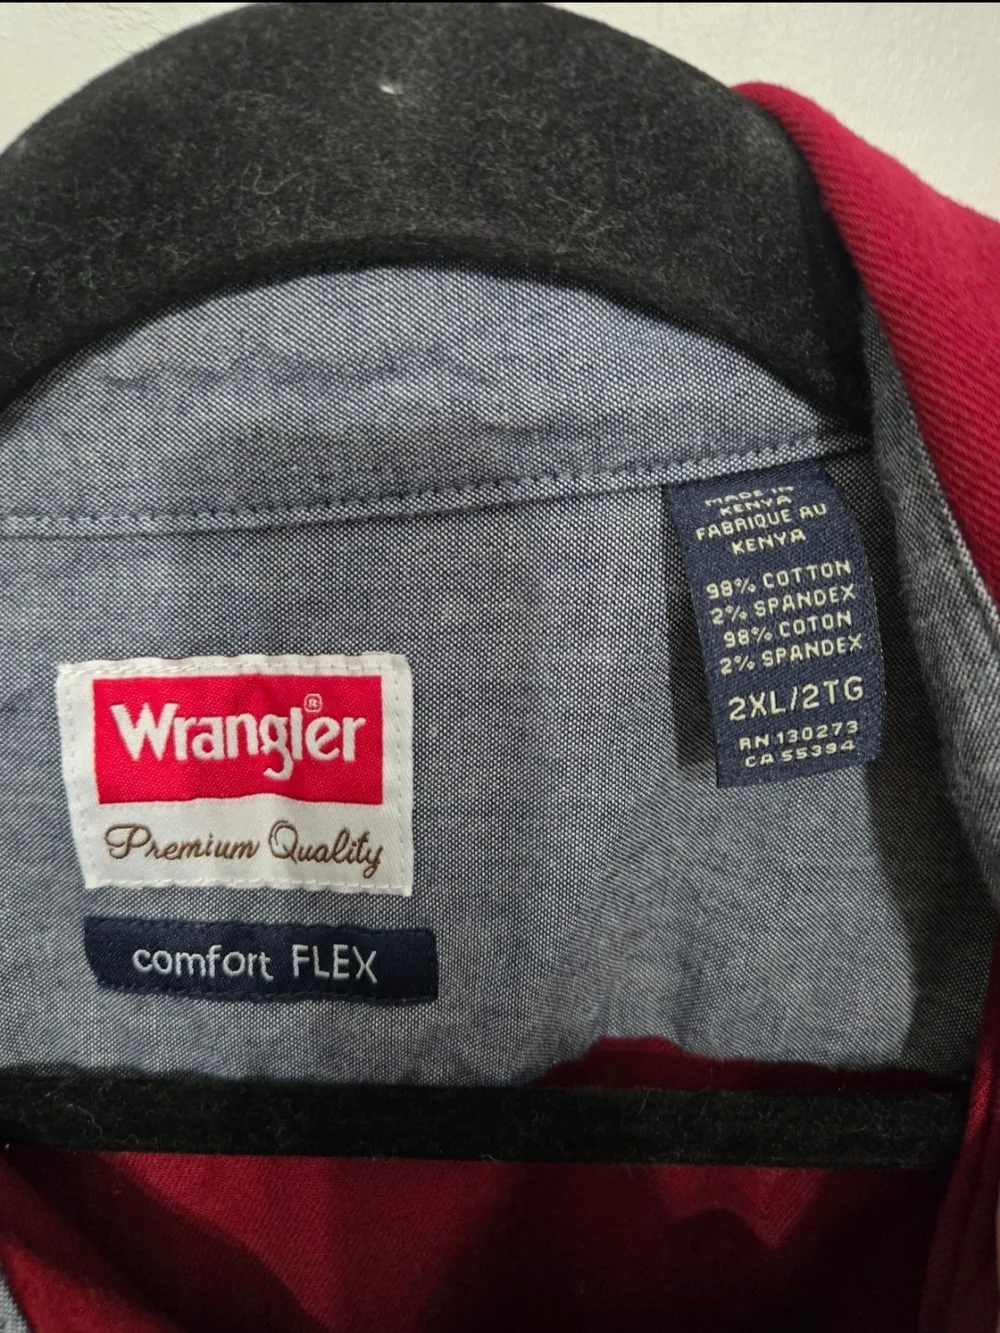 MADE IN
KENYA
FABRIQUE AU
KENYA
98% COTTON
2% SPANDEX
98% COTON
2% SPANDEX
2XL/2TG
RN 130273
CA 55394
Wrangler®
Premium Quality
comfort FLEX